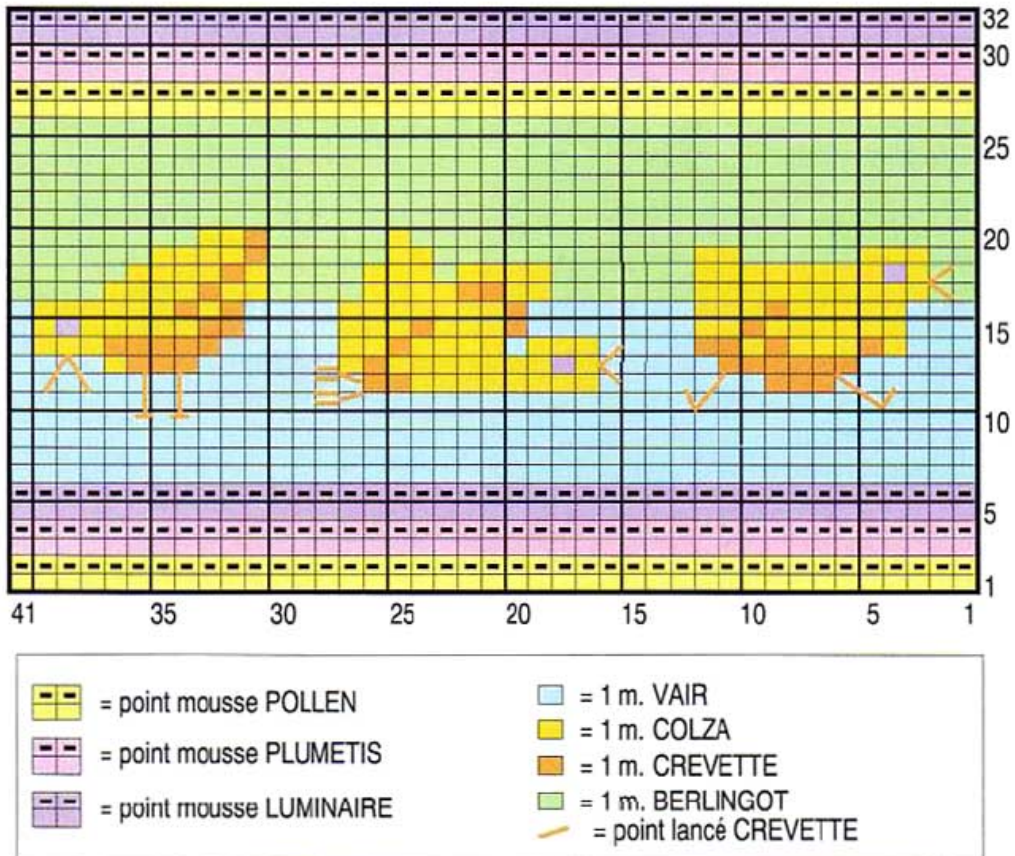 32
30
25
20
15
10
5
1
41 35 30 25 20 15 10 5 1
= point mousse POLLEN
= point mousse PLUMETIS
= point mousse LUMINAIRE
= 1 m. VAIR
= 1 m. COLZA
= 1 m. CREVETTE
= 1 m. BERLINGOT
= point lancé CREVETTE